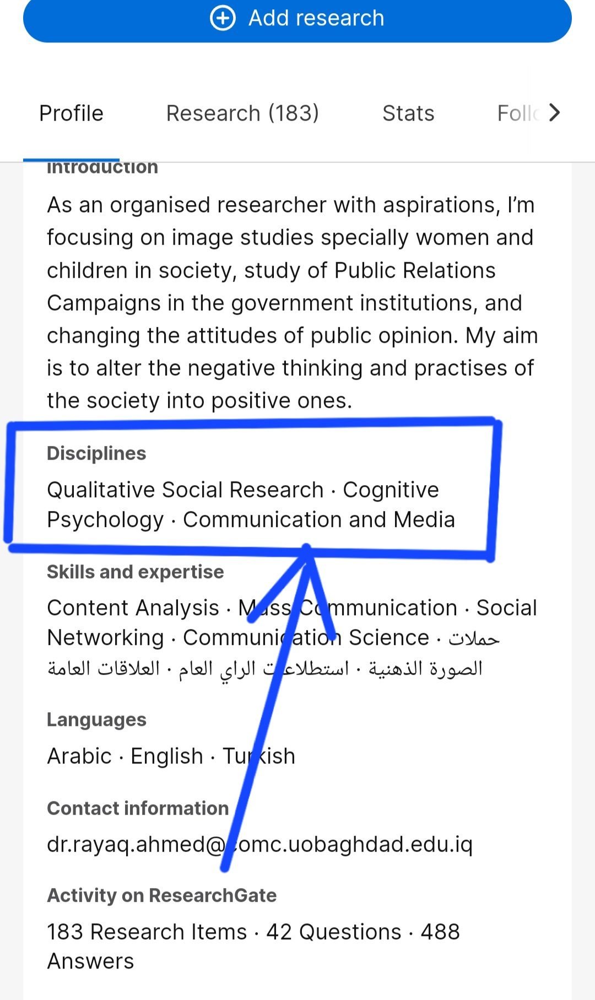 Add research
Profile
Research (183)
Stats
Follo
Introduction
As an organised researcher with aspirations, I’m
focusing on image studies specially women and
children in society, study of Public Relations
Campaigns in the government institutions, and
changing the attitudes of public opinion. My aim
is to alter the negative thinking and practises of
the society into positive ones.
Disciplines
Qualitative Social Research · Cognitive
Psychology · Communication and Media
Skills and expertise
Content Analysis · Mass Communication · Social
Networking · Communication Science · حملات
الصورة الذهنية · استطلاعات الراي العام · العلاقات العامة
Languages
Arabic · English · Turkish
Contact information
dr.rayaq.ahmed@comc.uobaghdad.edu.iq
Activity on ResearchGate
183 Research Items · 42 Questions · 488
Answers